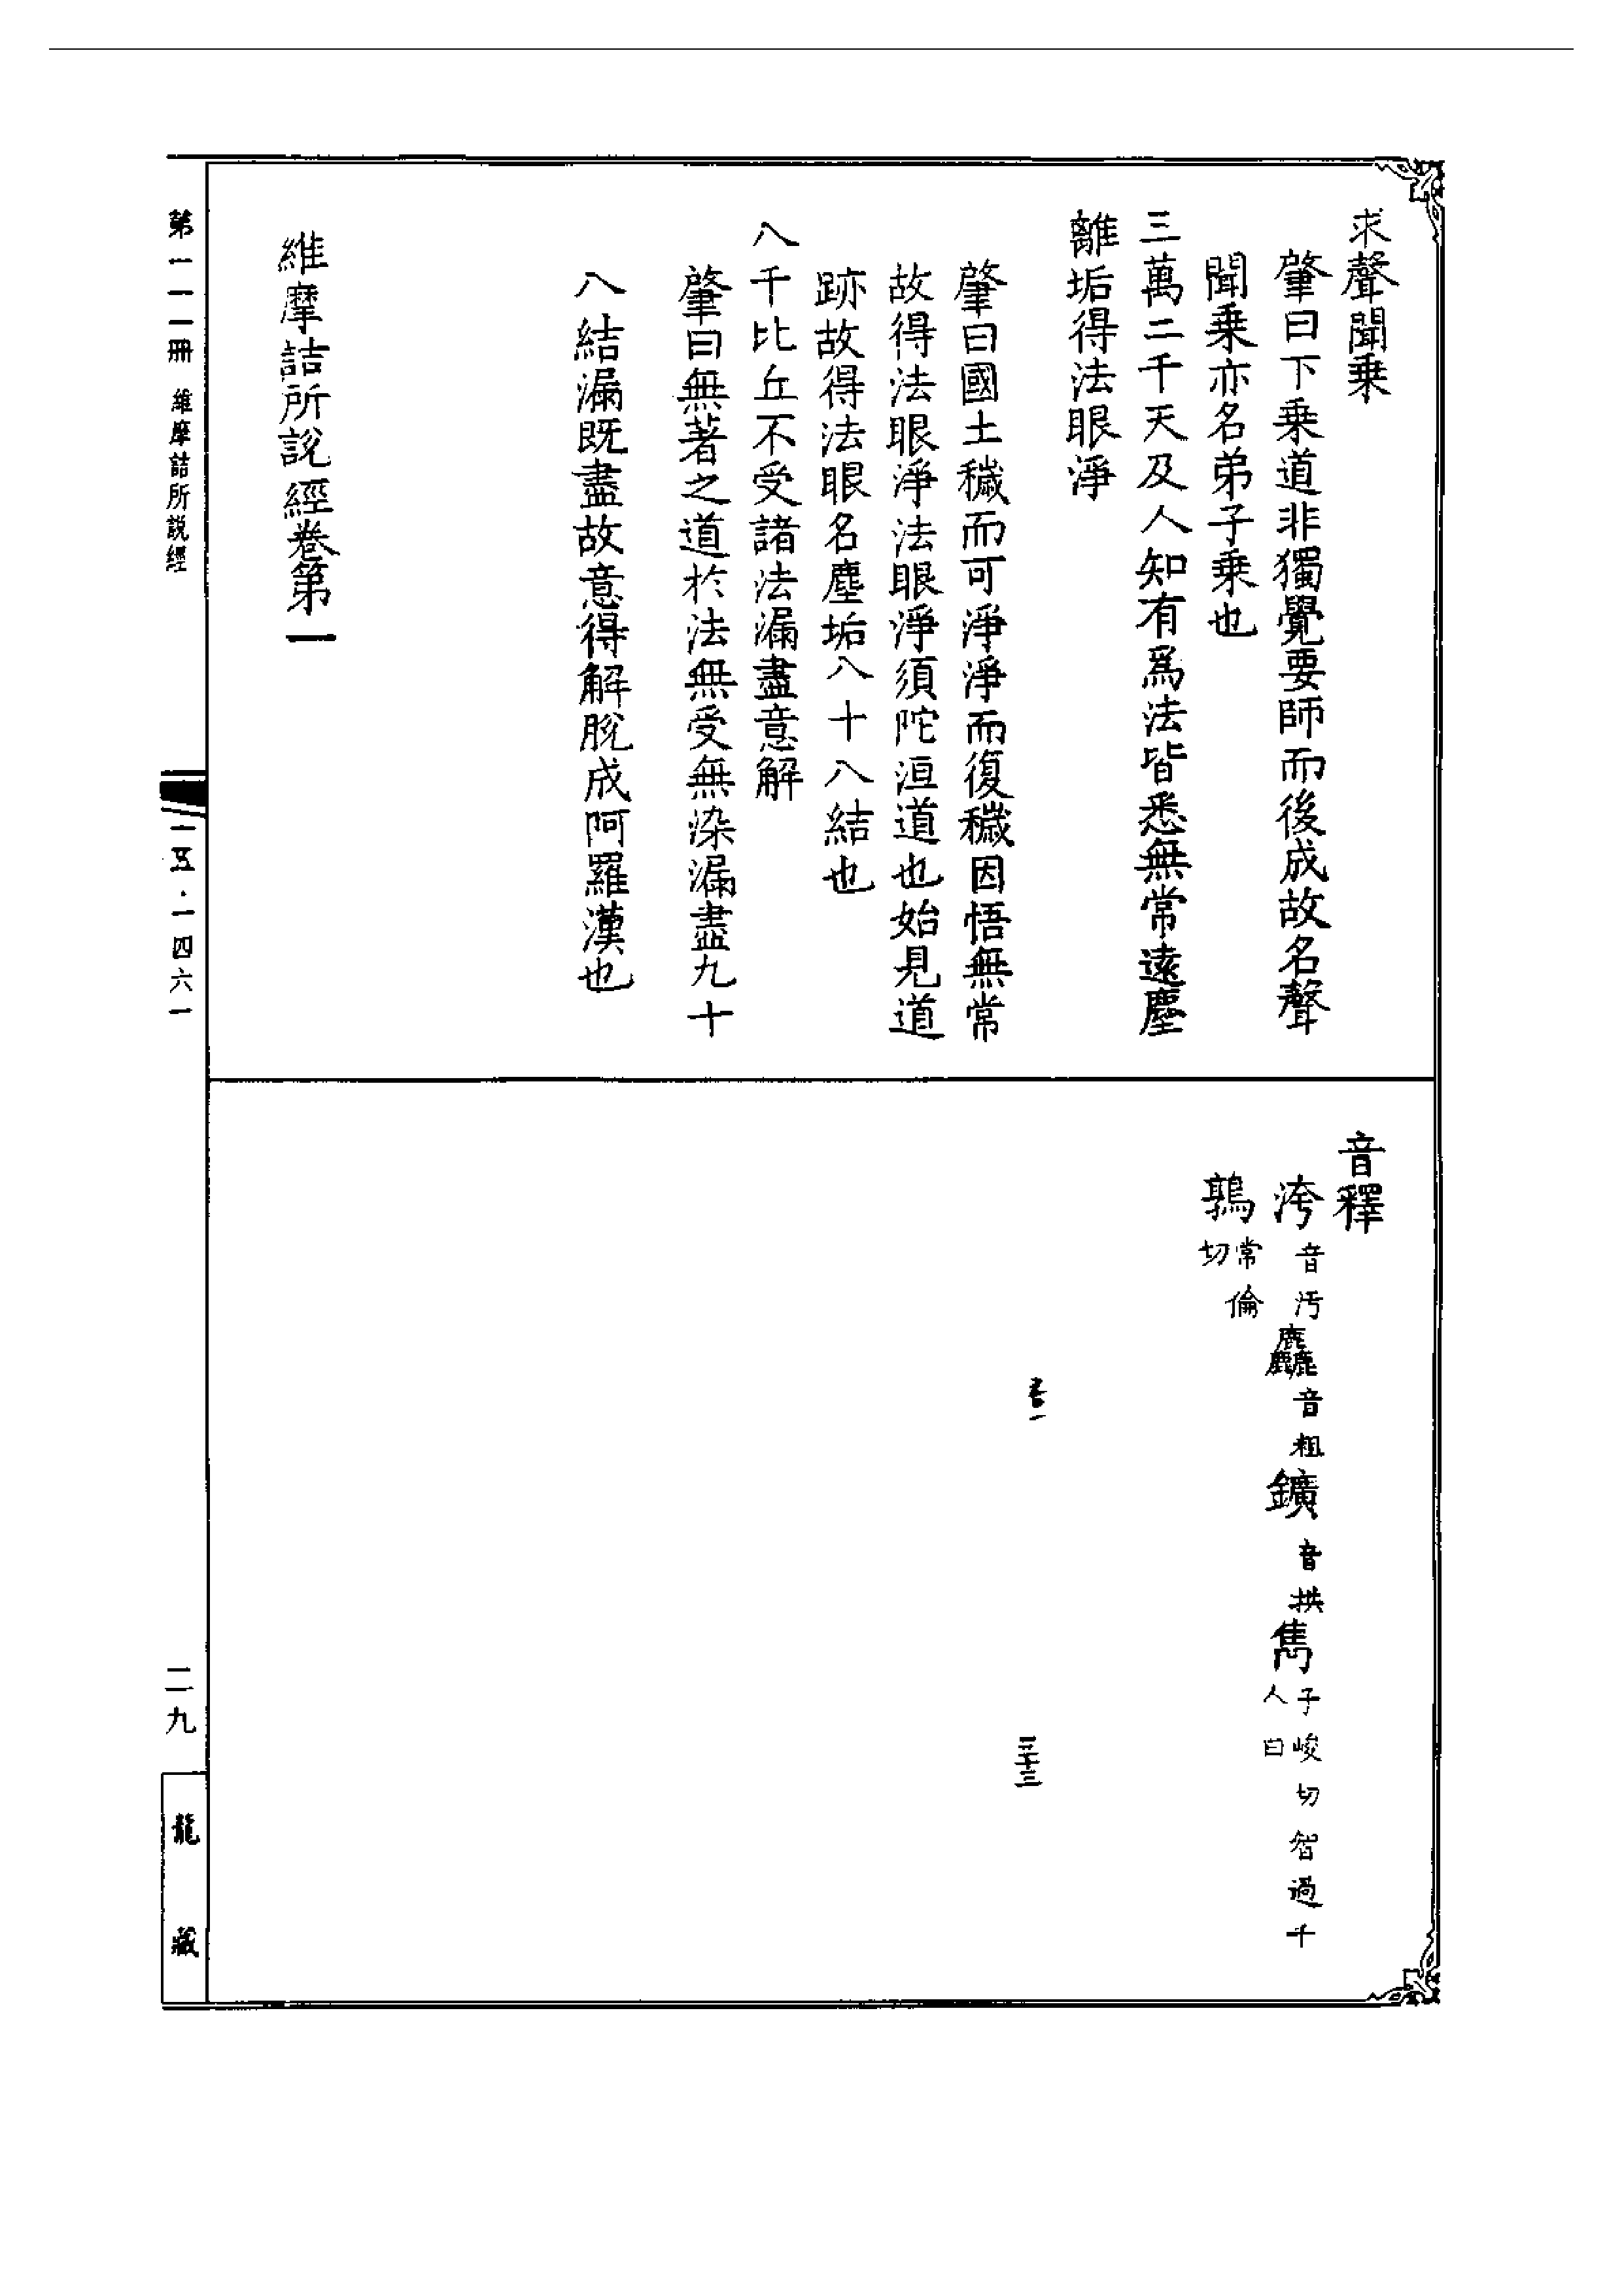 求聲聞乗
肇曰下乗道非獨覺要師而後成故名聲
聞乗亦名弟子乗也
三萬二千天及人知有爲法皆悉無常遠塵
離垢得法眼淨
肇曰國土穢而可淨淨而復穢因悟無常
故得法眼淨法眼淨須陀洹道也始見道
跡故得法眼名塵垢八十八結也
八千比丘不受諸法漏盡意解
肇曰無著之道於法無受無染漏盡九十
八結漏既盡故意得解脫成阿羅漢也
維摩詰所說經卷第一
音釋
洿音汚麤音粗鑛音拱雋子峻切智過千人曰
鶉常倫切
三十三
第一一一冊 維摩詰所説經
一五·一四六一
二九
龍藏